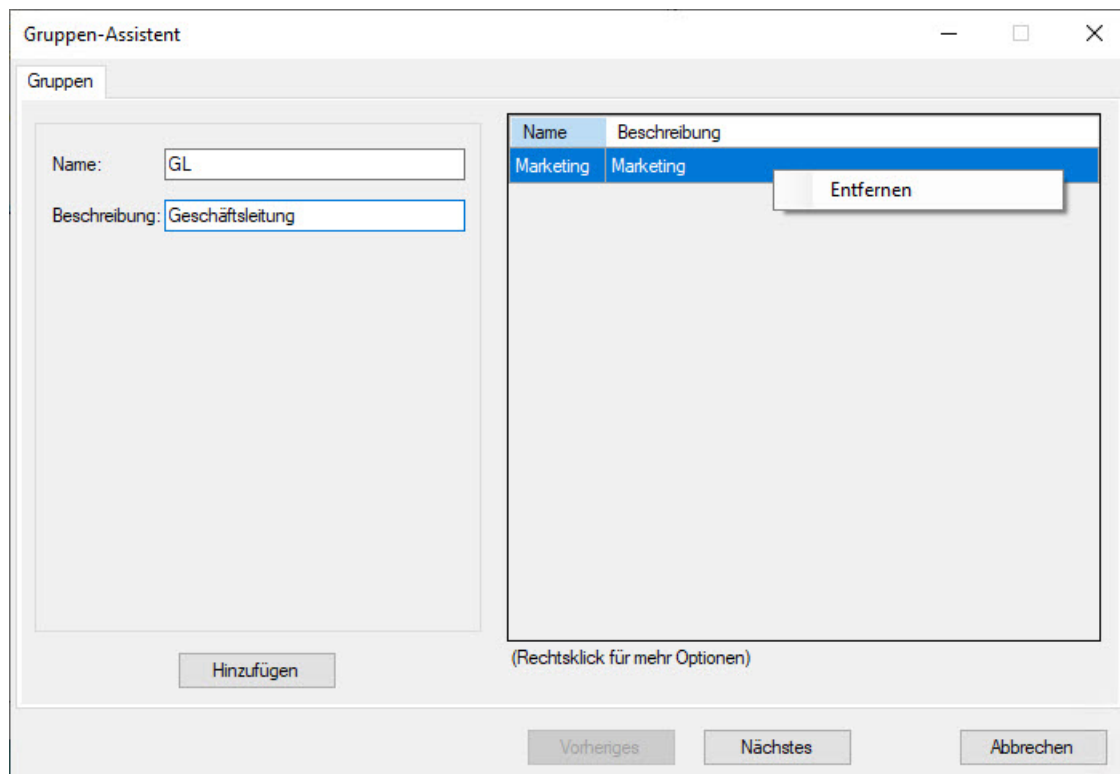 Gruppen-Assistent
Gruppen
Name: GL
Beschreibung: Geschäftsleitung
Name Beschreibung
Marketing Marketing
Entfernen
(Rechtsklick für mehr Optionen)
Hinzufügen
Vorheriges Nächstes Abbrechen